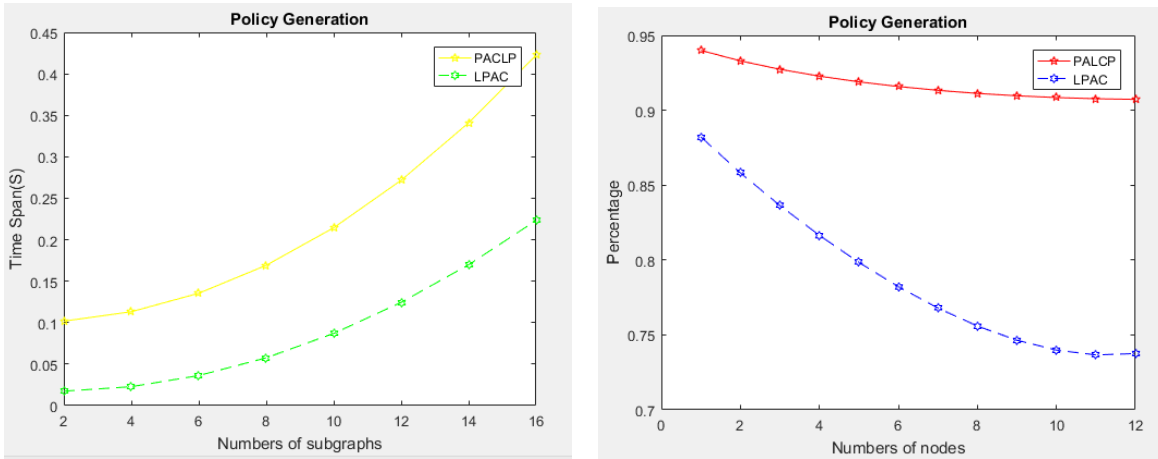 Policy Generation
0.45
0.4
0.35
0.3
0.25
0.2
0.15
0.1
0.05
0
Time Span(S)
PACLP
LPAC
2 4 6 8 10 12 14 16
Numbers of subgraphs
Policy Generation
0.95
0.9
0.85
0.8
0.75
0.7
Percentage
PALCP
LPAC
0 2 4 6 8 10 12
Numbers of nodes